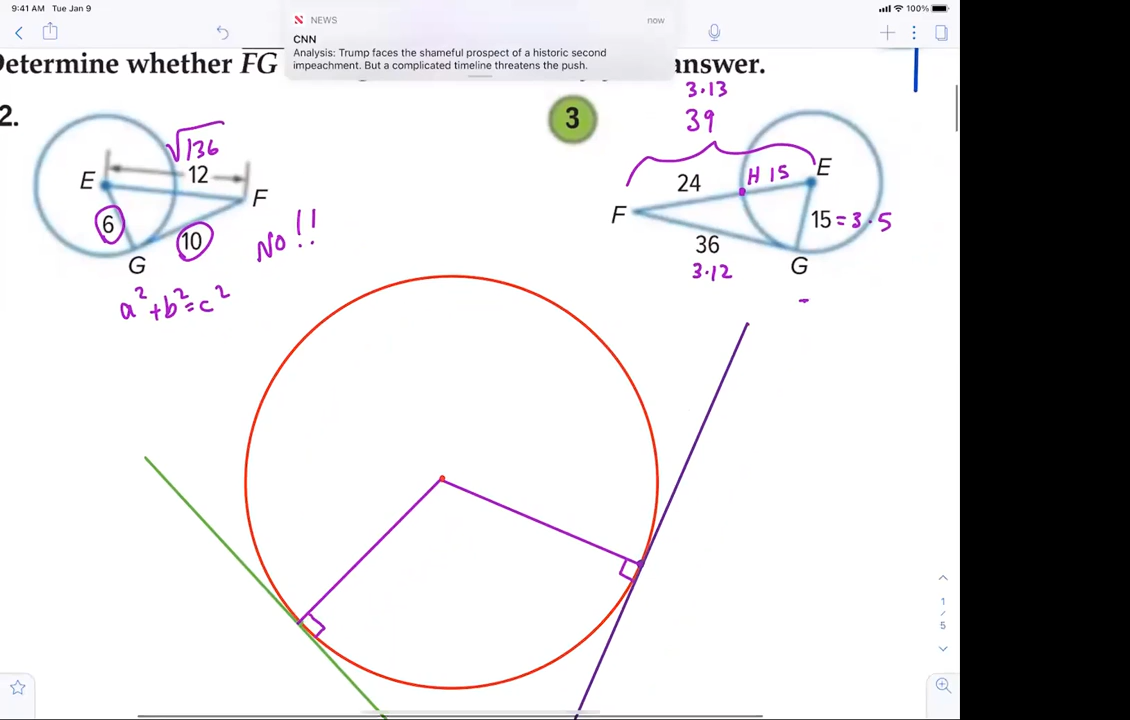 9:41 AM Tue Jan 9
100%
NEWS
now
CNN
Analysis: Trump faces the shameful prospect of a historic second
impeachment. But a complicated timeline threatens the push.
etermine whether FG
answer.
2.
√136
12
E
F
6
10
G
No!!
a²+b²=c²
3
3·13
39
24
H 15
E
F
15=3·5
36
G
3·12
-
1
/
5